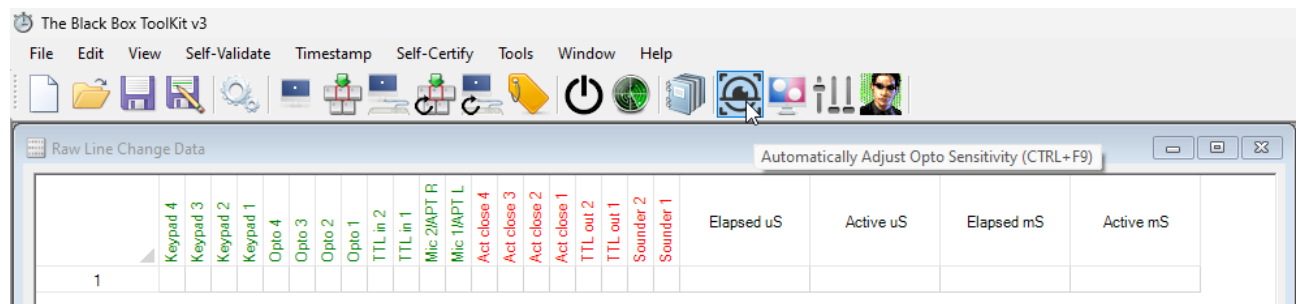 The Black Box ToolKit v3
File Edit View Self-Validate Timestamp Self-Certify Tools Window Help
Raw Line Change Data
Automatically Adjust Opto Sensitivity (CTRL+F9)
Keypad 4
Keypad 3
Keypad 2
Keypad 1
Opto 4
Opto 3
Opto 2
Opto 1
TTL in 2
TTL in 1
Mic 2/APT R
Mic 1/APT L
Act close 4
Act close 3
Act close 2
Act close 1
TTL out 2
TTL out 1
Sounder 2
Sounder 1
Elapsed uS Active uS Elapsed mS Active mS
1